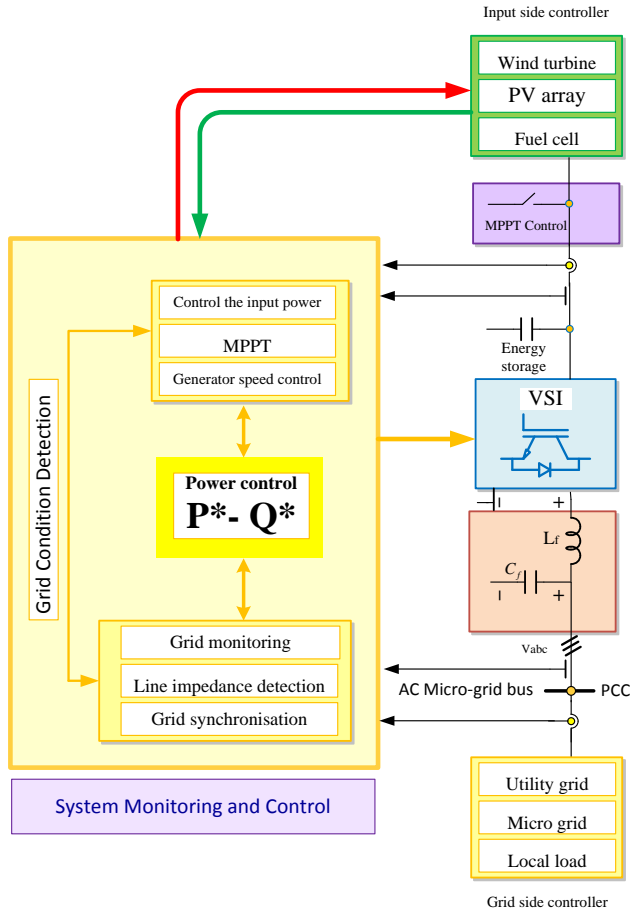 Input side controller
Wind turbine
PV array
Fuel cell
MPPT Control
Control the input power
MPPT
Generator speed control
Energy
storage
VSI
Grid Condition Detection
Power control
P*- Q*
−
+
Lf
Cf
−
+
Grid monitoring
Line impedance detection
Grid synchronisation
Vabc
AC Micro-grid bus
PCC
System Monitoring and Control
Utility grid
Micro grid
Local load
Grid side controller